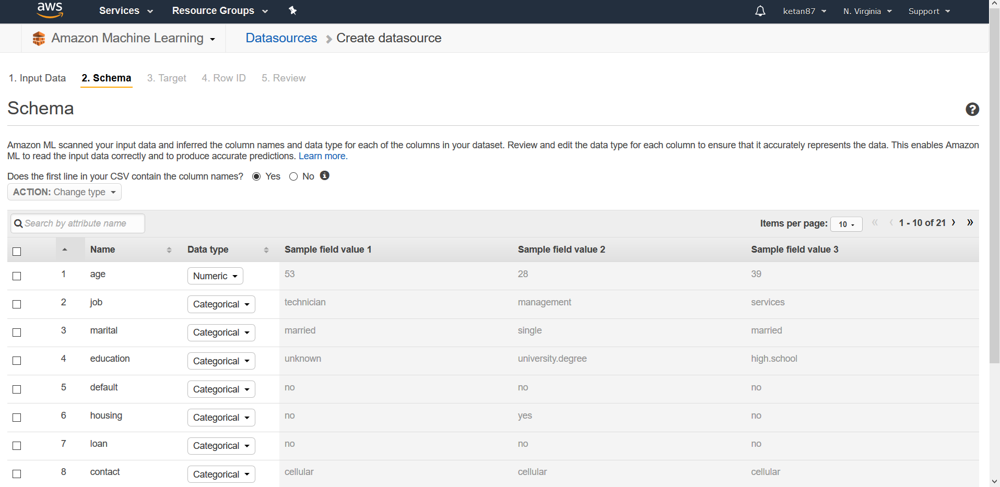 aws Services Resource Groups ketan87 N. Virginia Support
Amazon Machine Learning Datasources Create datasource
1. Input Data 2. Schema 3. Target 4. Row ID 5. Review
Schema
Amazon ML scanned your input data and inferred the column names and data type for each of the columns in your dataset. Review and edit the data type for each column to ensure that it accurately represents the data. This enables Amazon
ML to read the input data correctly and to produce accurate predictions. Learn more.
Does the first line in your CSV contain the column names? Yes No
ACTION: Change type
Search by attribute name Items per page: 10 « ‹ 1 - 10 of 21 › »
Name Data type Sample field value 1 Sample field value 2 Sample field value 3
1 age Numeric 53 28 39
2 job Categorical technician management services
3 marital Categorical married single married
4 education Categorical unknown university.degree high.school
5 default Categorical no no no
6 housing Categorical no yes no
7 loan Categorical no no no
8 contact Categorical cellular cellular cellular